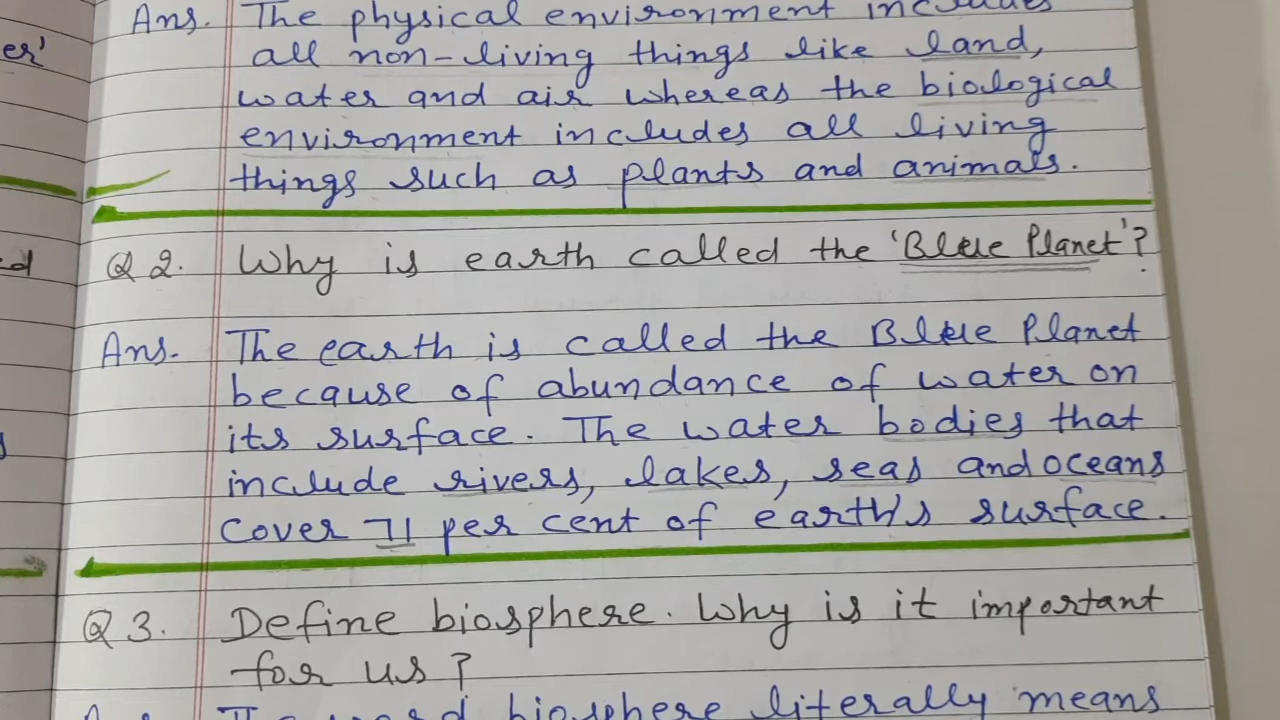 er'
Ans. The physical environment includes
all non-living things like land,
water and air whereas the biological
environment includes all living
things such as plants and animals.
Q 2. Why is earth called the 'Blue Planet'?
Ans. The earth is called the Blue Planet
because of abundance of water on
its surface. The water bodies that
include rivers, lakes, seas and oceans
cover 71 per cent of earth's surface.
Q 3. Define biosphere. Why is it important
for us?
biosphere literally means